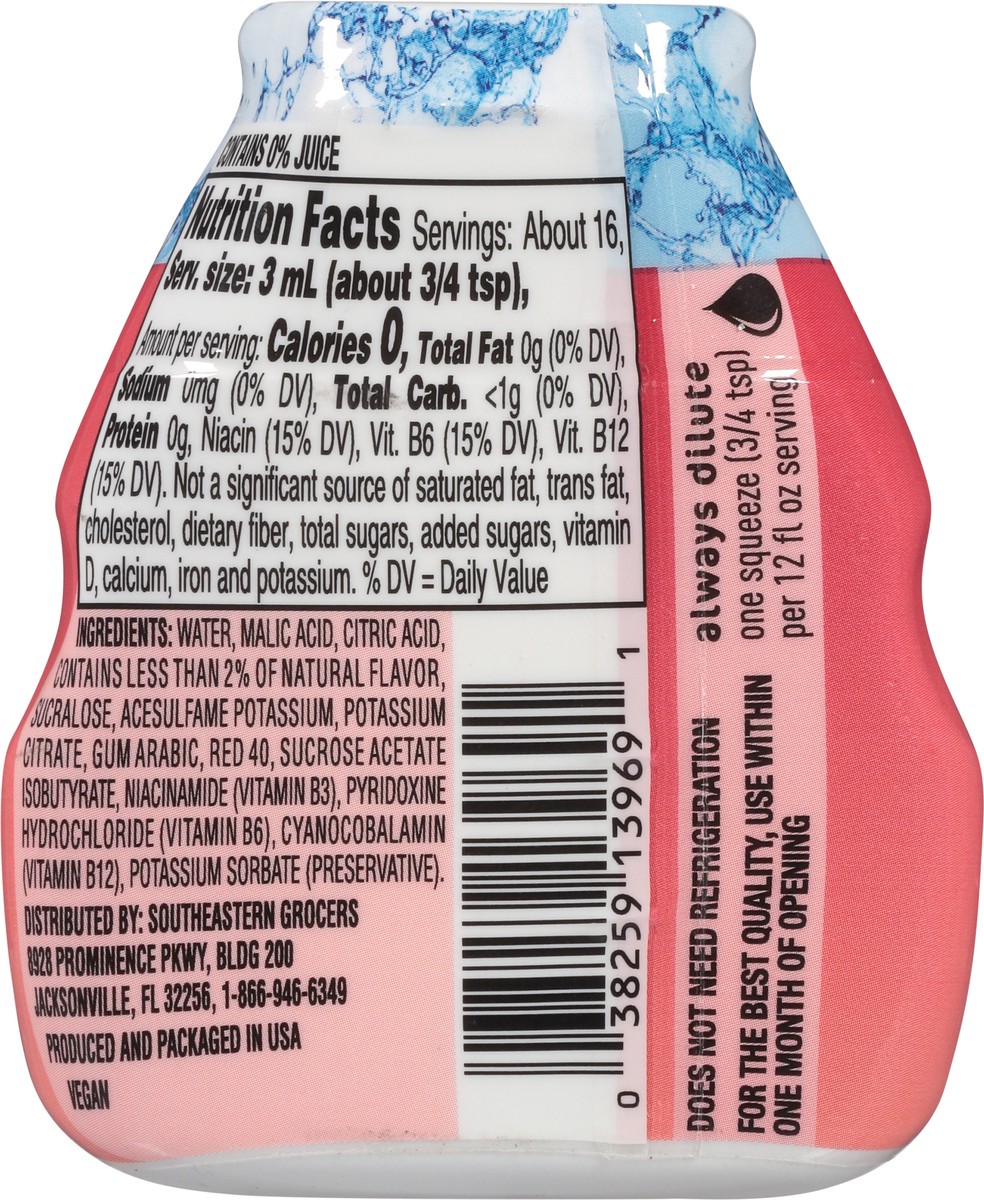 CONTAINS 0% JUICE
Nutrition Facts Servings: About 16,
Serv. size: 3 mL (about 3/4 tsp),
Amount per serving: Calories 0, Total Fat 0g (0% DV),
Sodium 0mg (0% DV), Total Carb. <1g (0% DV),
Protein 0g, Niacin (15% DV), Vit. B6 (15% DV), Vit. B12
(15% DV). Not a significant source of saturated fat, trans fat,
cholesterol, dietary fiber, total sugars, added sugars, vitamin
D, calcium, iron and potassium. % DV = Daily Value
INGREDIENTS: WATER, MALIC ACID, CITRIC ACID,
CONTAINS LESS THAN 2% OF NATURAL FLAVOR,
SUCRALOSE, ACESULFAME POTASSIUM, POTASSIUM
CITRATE, GUM ARABIC, RED 40, SUCROSE ACETATE
ISOBUTYRATE, NIACINAMIDE (VITAMIN B3), PYRIDOXINE
HYDROCHLORIDE (VITAMIN B6), CYANOCOBALAMIN
(VITAMIN B12), POTASSIUM SORBATE (PRESERVATIVE).
DISTRIBUTED BY: SOUTHEASTERN GROCERS
8928 PROMINENCE PKWY, BLDG 200
JACKSONVILLE, FL 32256, 1-866-946-6349
PRODUCED AND PACKAGED IN USA
VEGAN
0 38259 13969 1
always dilute
one squeeze (3/4 tsp)
per 12 fl oz serving
DOES NOT NEED REFRIGERATION
FOR THE BEST QUALITY, USE WITHIN
ONE MONTH OF OPENING